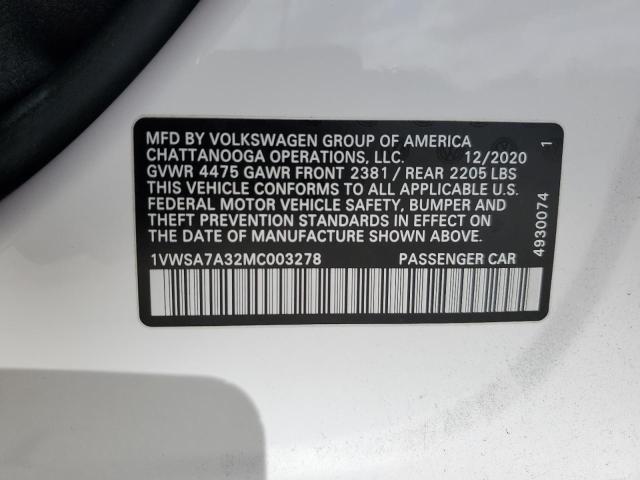 MFD BY VOLKSWAGEN GROUP OF AMERICA
CHATTANOOGA OPERATIONS, LLC. 12/2020
GVWR 4475 GAWR FRONT 2381 / REAR 2205 LBS
THIS VEHICLE CONFORMS TO ALL APPLICABLE U.S.
FEDERAL MOTOR VEHICLE SAFETY, BUMPER AND
THEFT PREVENTION STANDARDS IN EFFECT ON
THE DATE OF MANUFACTURE SHOWN ABOVE.
1VWSA7A32MC003278 PASSENGER CAR
4930074 1